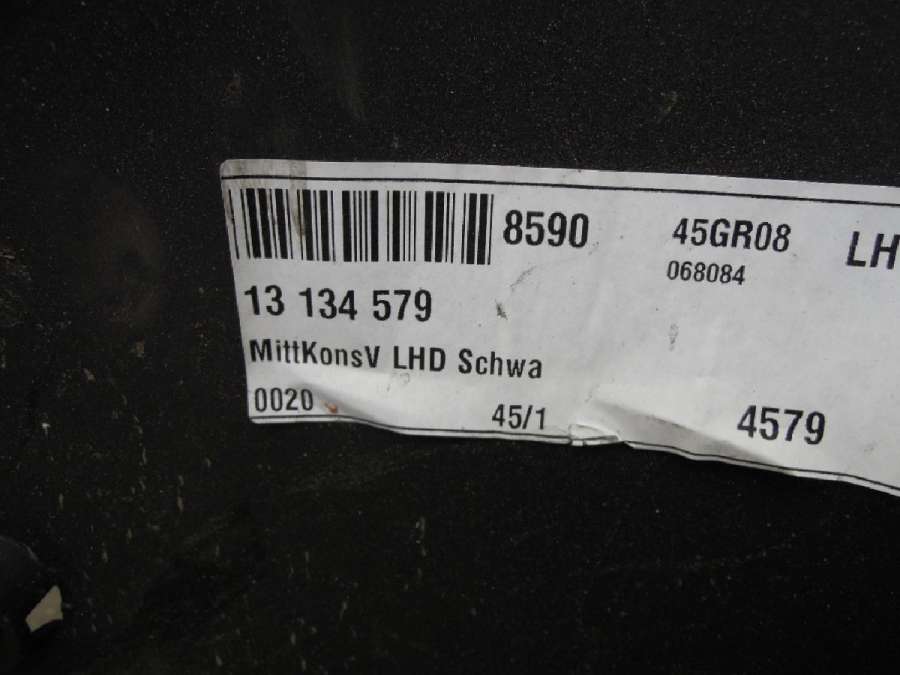 8590 45GR08 LH
068084
13 134 579
MittKonsV LHD Schwa
0020 45/1 4579